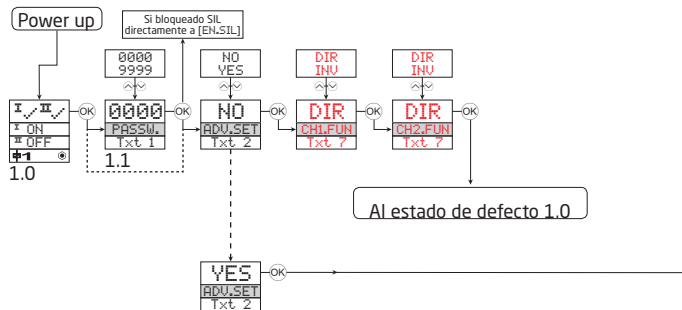 Power up
Si bloqueado SIL
directamente a [EN.SIL]
0000
9999
NO
YES
DIR
INV
DIR
INV
I / II /
I ON
II OFF
1
1.0
OK
0000
PASSW.
Txt 1
1.1
OK
NO
ADV.SET
Txt 2
OK
DIR
CH1.FUN
Txt 7
OK
DIR
CH2.FUN
Txt 7
OK
Al estado de defecto 1.0
YES
ADV.SET
Txt 2
OK